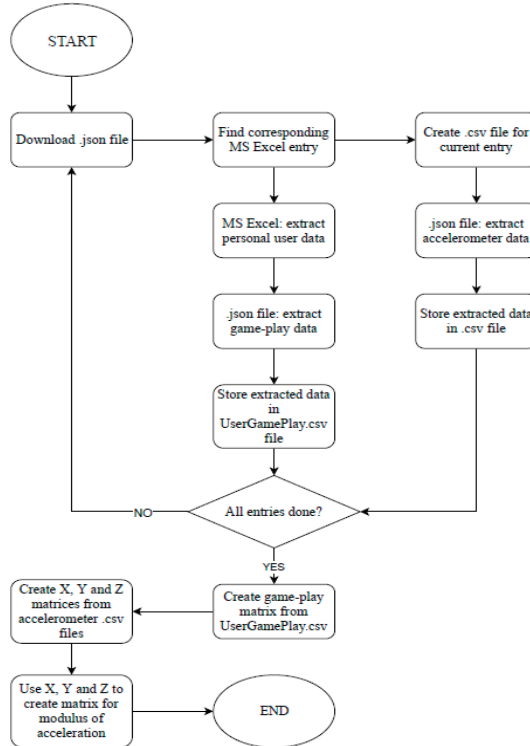 START
Download .json file
Find corresponding
MS Excel entry
Create .csv file for
current entry
MS Excel: extract
personal user data
.json file: extract
accelerometer data
.json file: extract
game-play data
Store extracted data
in .csv file
Store extracted data
in
UserGamePlay.csv
file
All entries done?
NO
YES
Create X, Y and Z
matrices from
accelerometer .csv
files
Create game-play
matrix from
UserGamePlay.csv
Use X, Y and Z to
create matrix for
modulus of
acceleration
END